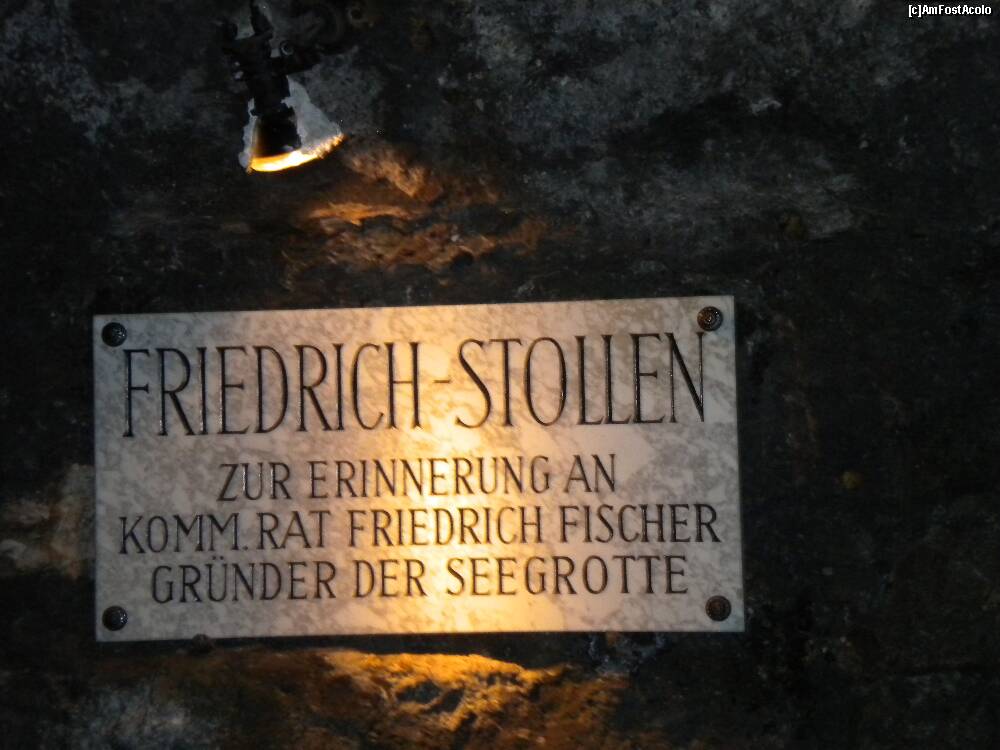 [c]AmFostAcolo
FRIEDRICH-STOLLEN
ZUR ERINNERUNG AN
KOMM. RAT FRIEDRICH FISCHER
GRÜNDER DER SEEGROTTE